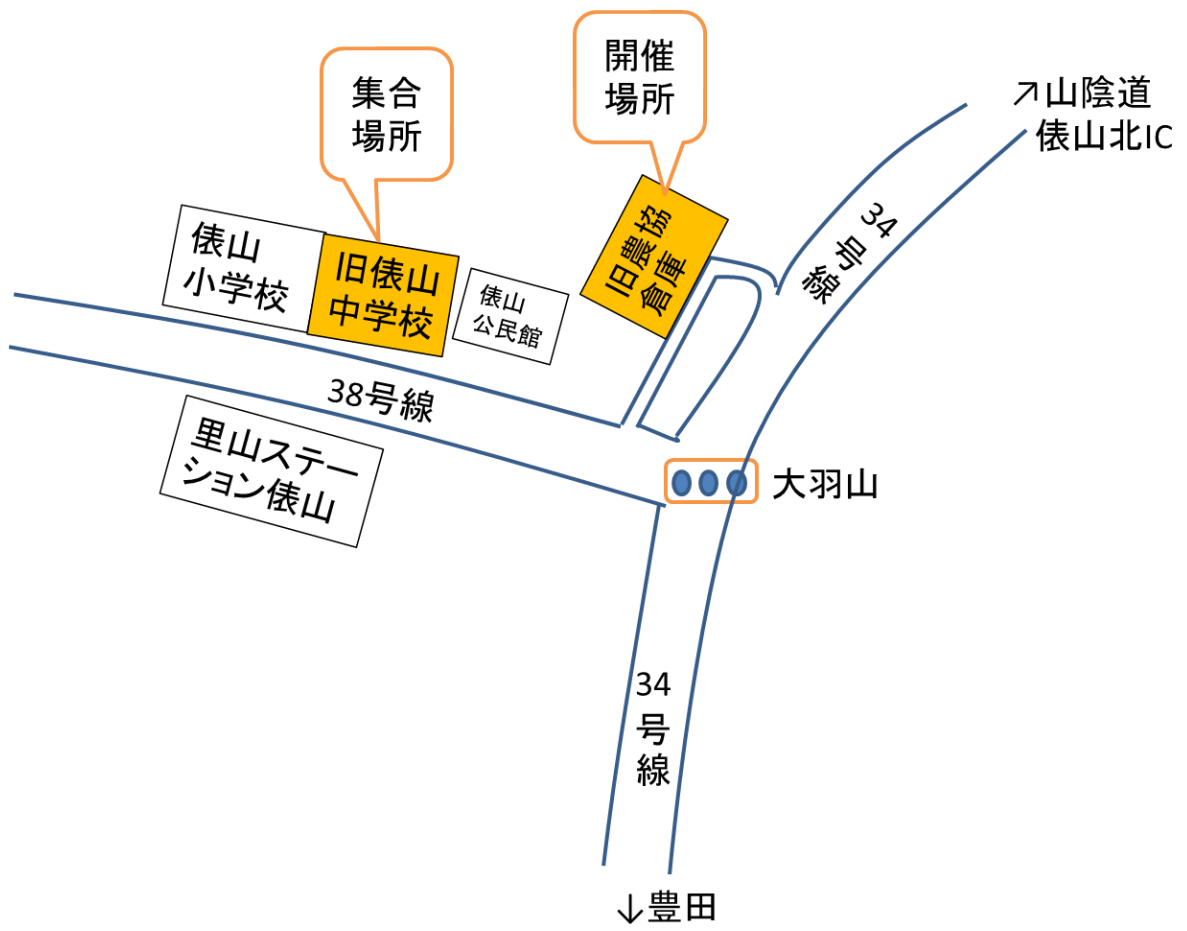 集合
場所
開催
場所
↗山陰道
俵山北IC
俵山
小学校
旧俵山
中学校
俵山
公民館
旧農協
倉庫
34
号
線
38号線
里山ステー
ション俵山
大羽山
34
号
線
↓豊田